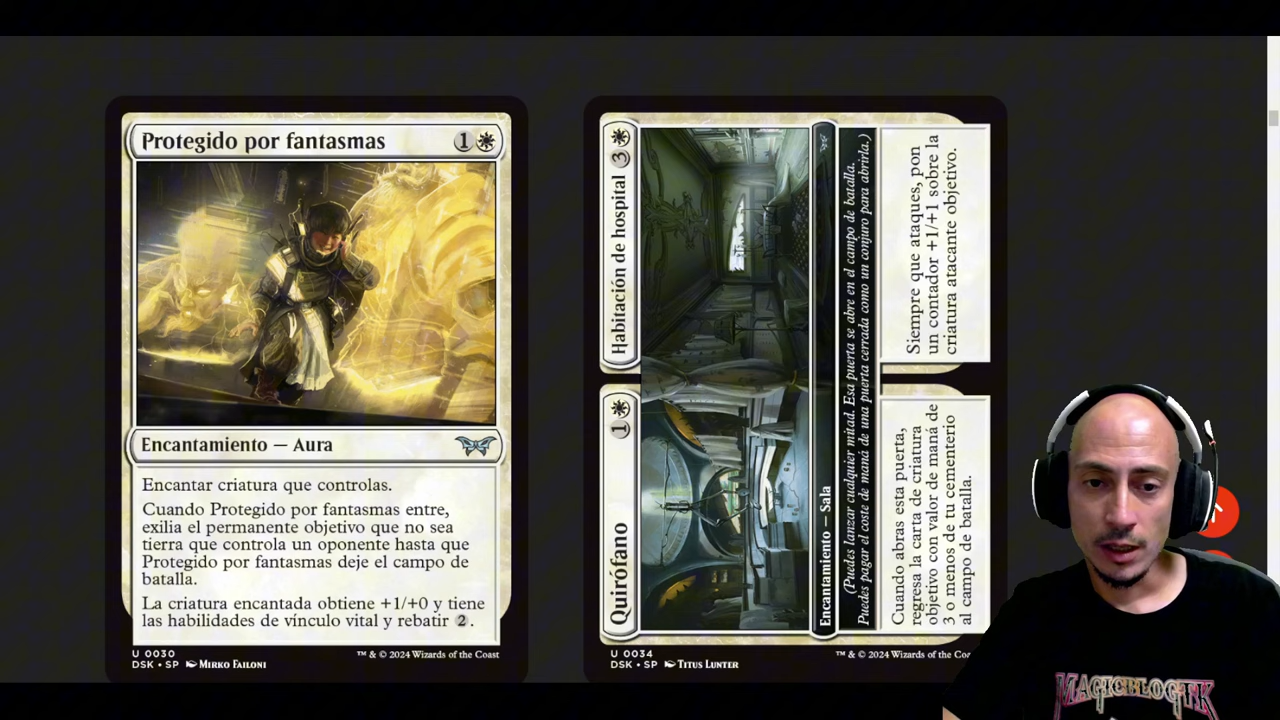 Protegido por fantasmas 1
Encantamiento — Aura
Encantar criatura que controlas.
Cuando Protegido por fantasmas entre,
exilia el permanente objetivo que no sea
tierra que controla un oponente hasta que
Protegido por fantasmas deje el campo de
batalla.
La criatura encantada obtiene +1/+0 y tiene
las habilidades de vínculo vital y rebatir 2.
U 0030
DSK • SP Mirko Failoni
™ & © 2024 Wizards of the Coast
Quirófano 1
Habitación de hospital 3
Encantamiento — Sala
(Puedes lanzar cualquier mitad. Esa puerta se abre en el campo de batalla.
Puedes pagar el coste de maná de una puerta cerrada como un conjuro para abrirla.)
Cuando abras esta puerta,
regresa la carta de criatura
objetivo con valor de maná de
3 o menos de tu cementerio
al campo de batalla.
Siempre que ataques, pon
un contador +1/+1 sobre la
criatura atacante objetivo.
U 0034
DSK • SP Titus Lunter
™ & © 2024 Wizards of the
MAGICBLOGTK